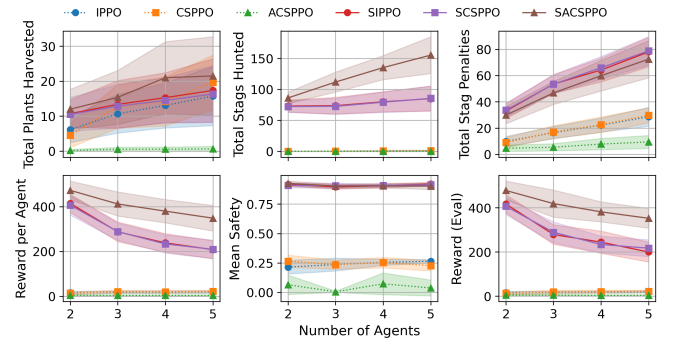 IPPO CSPPO ACSPPO SIPPO SCSPPO SACSPPO
Total Plants Harvested
30
20
10
0
Total Stags Hunted
150
100
50
0
Total Stag Penalties
80
60
40
20
0
Reward per Agent
400
200
0
2 3 4 5
Mean Safety
0.75
0.50
0.25
0.00
2 3 4 5
Number of Agents
Reward (Eval)
400
200
0
2 3 4 5